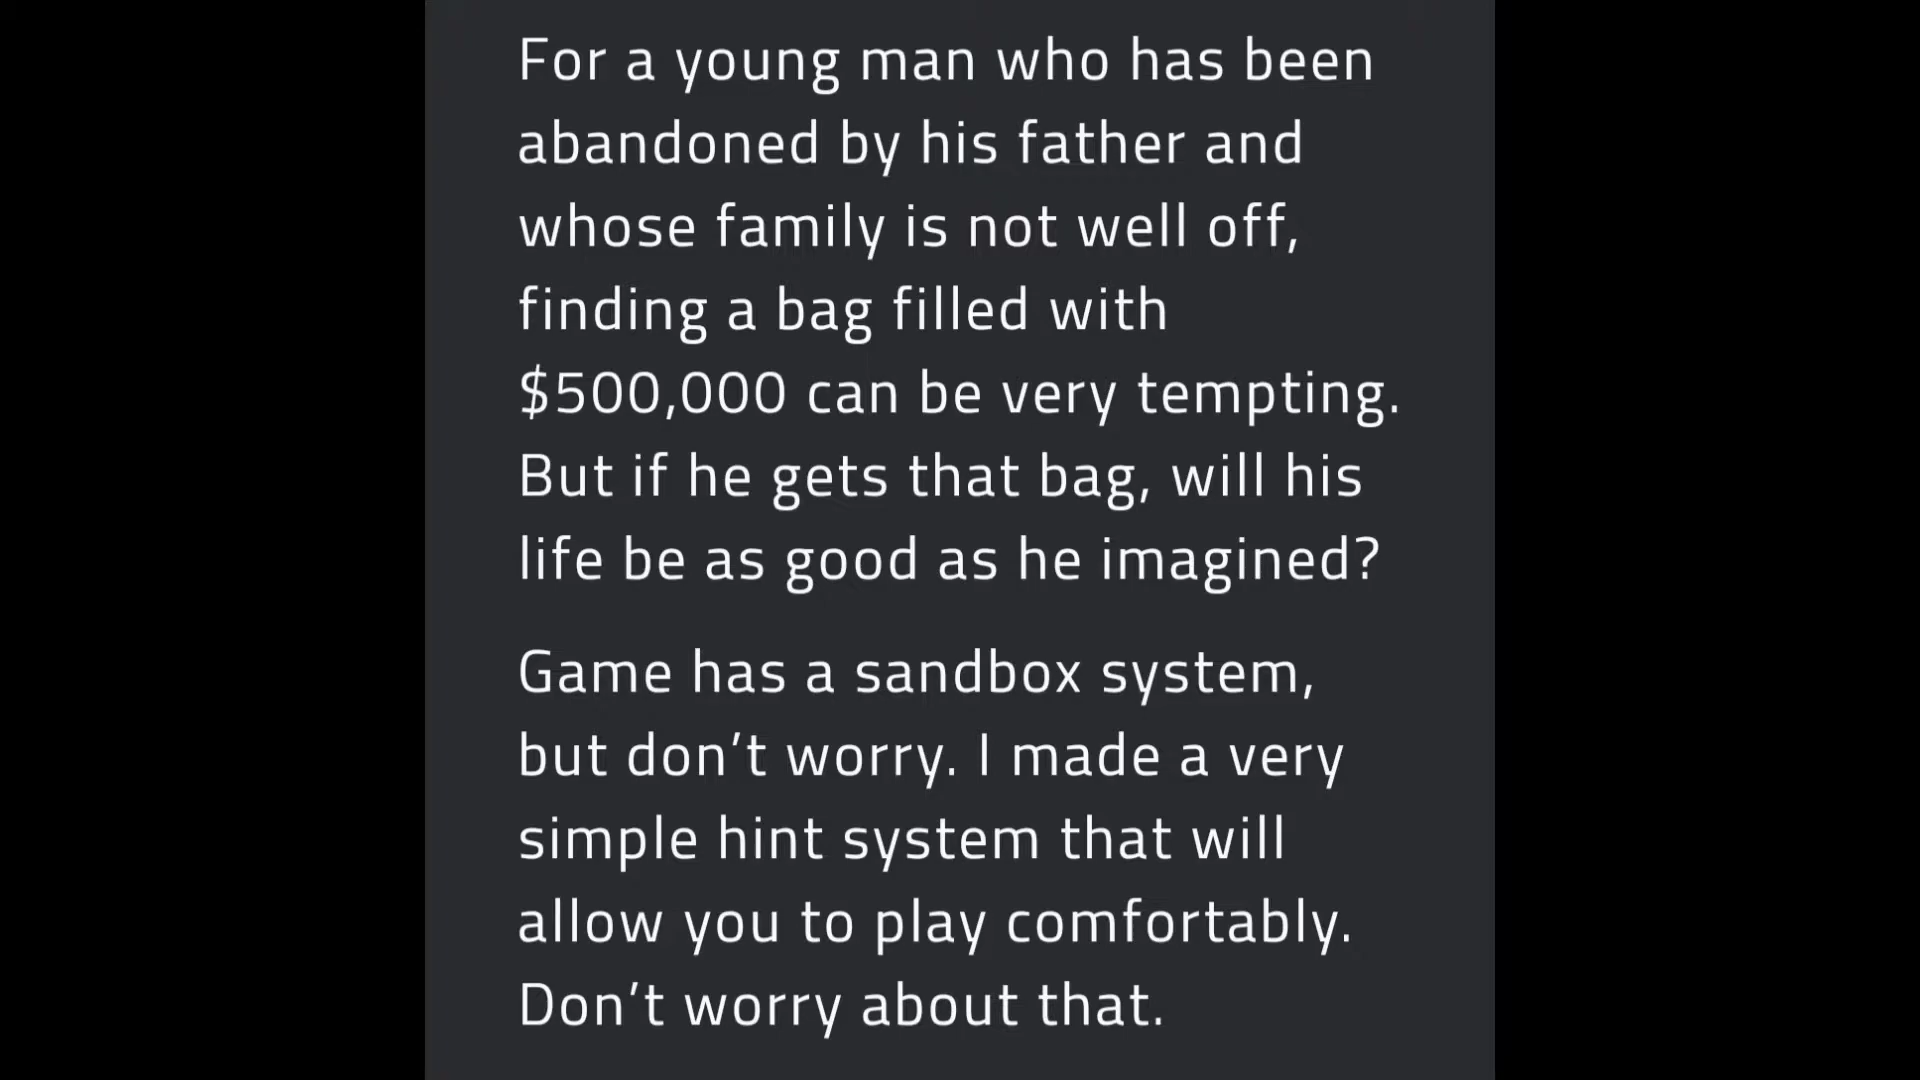 For a young man who has been
abandoned by his father and
whose family is not well off,
finding a bag filled with
$500,000 can be very tempting.
But if he gets that bag, will his
life be as good as he imagined?
Game has a sandbox system,
but don’t worry. I made a very
simple hint system that will
allow you to play comfortably.
Don’t worry about that.